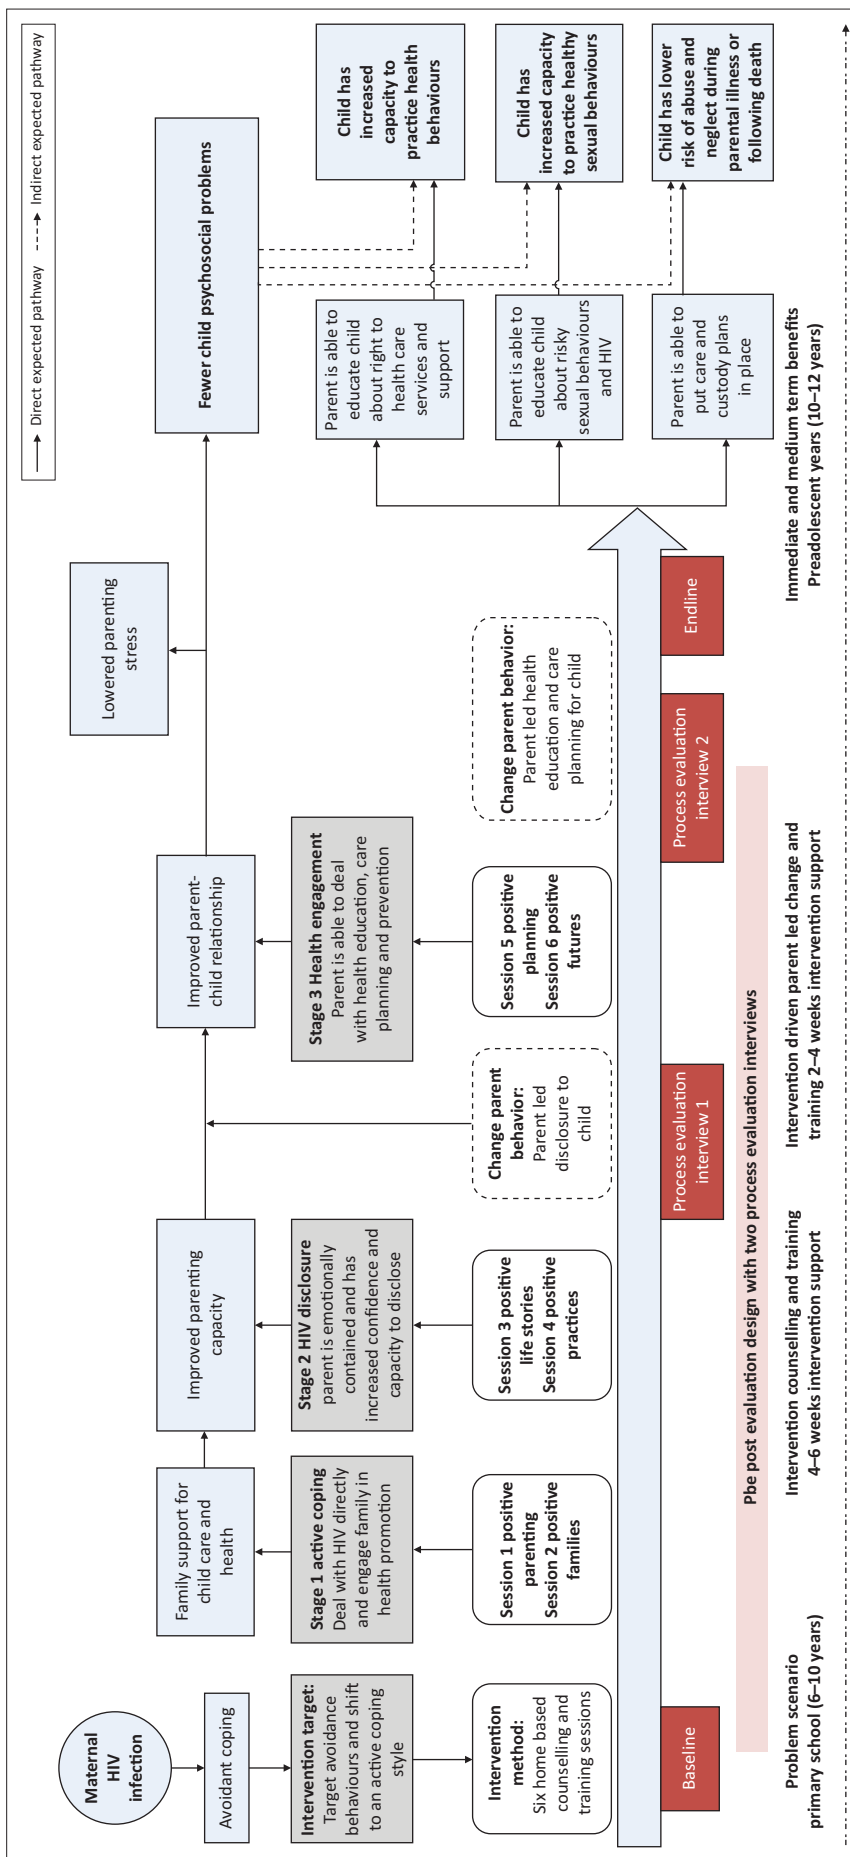 Direct expected pathway
Indirect expected pathway
Maternal
HIV
infection
Avoidant coping
Intervention target:
Target avoidance
behaviours and shift
to an active coping
style
Intervention
method:
Six home based
counselling and
training sessions
Family support for
child care and
health
Stage 1 active coping
Deal with HIV directly
and engage family in
health promotion
Session 1 positive
parenting
Session 2 positive
families
Improved parenting
capacity
Stage 2 HIV disclosure
parent is emotionally
contained and has
increased confidence and
capacity to disclose
Session 3 positive
life stories
Session 4 positive
practices
Change parent
behavior:
Parent led
disclosure to
child
Improved parent-
child relationship
Stage 3 Health engagement
Parent is able to deal
with health education, care
planning and prevention
Session 5 positive
planning
Session 6 positive
futures
Lowered parenting
stress
Change parent behavior:
Parent led health
education and care
planning for child
Fewer child psychosocial problems
Parent is able to
educate child
about right to
health care
services and
support
Child has
increased
capacity to
practice health
behaviours
Parent is able to
educate child
about risky
sexual behaviours
and HIV
Child has
increased capacity
to practice healthy
sexual behaviours
Parent is able to
put care and
custody plans
in place
Child has lower
risk of abuse and
neglect during
parental illness or
following death
Baseline
Process evaluation
interview 1
Process evaluation
interview 2
Endline
Pbe post evaluation design with two process evaluation interviews
Problem scenario
primary school (6–10 years)
Intervention counselling and training
4–6 weeks intervention support
Intervention driven parent led change and
training 2–4 weeks intervention support
Immediate and medium term benefits
Preadolescent years (10–12 years)